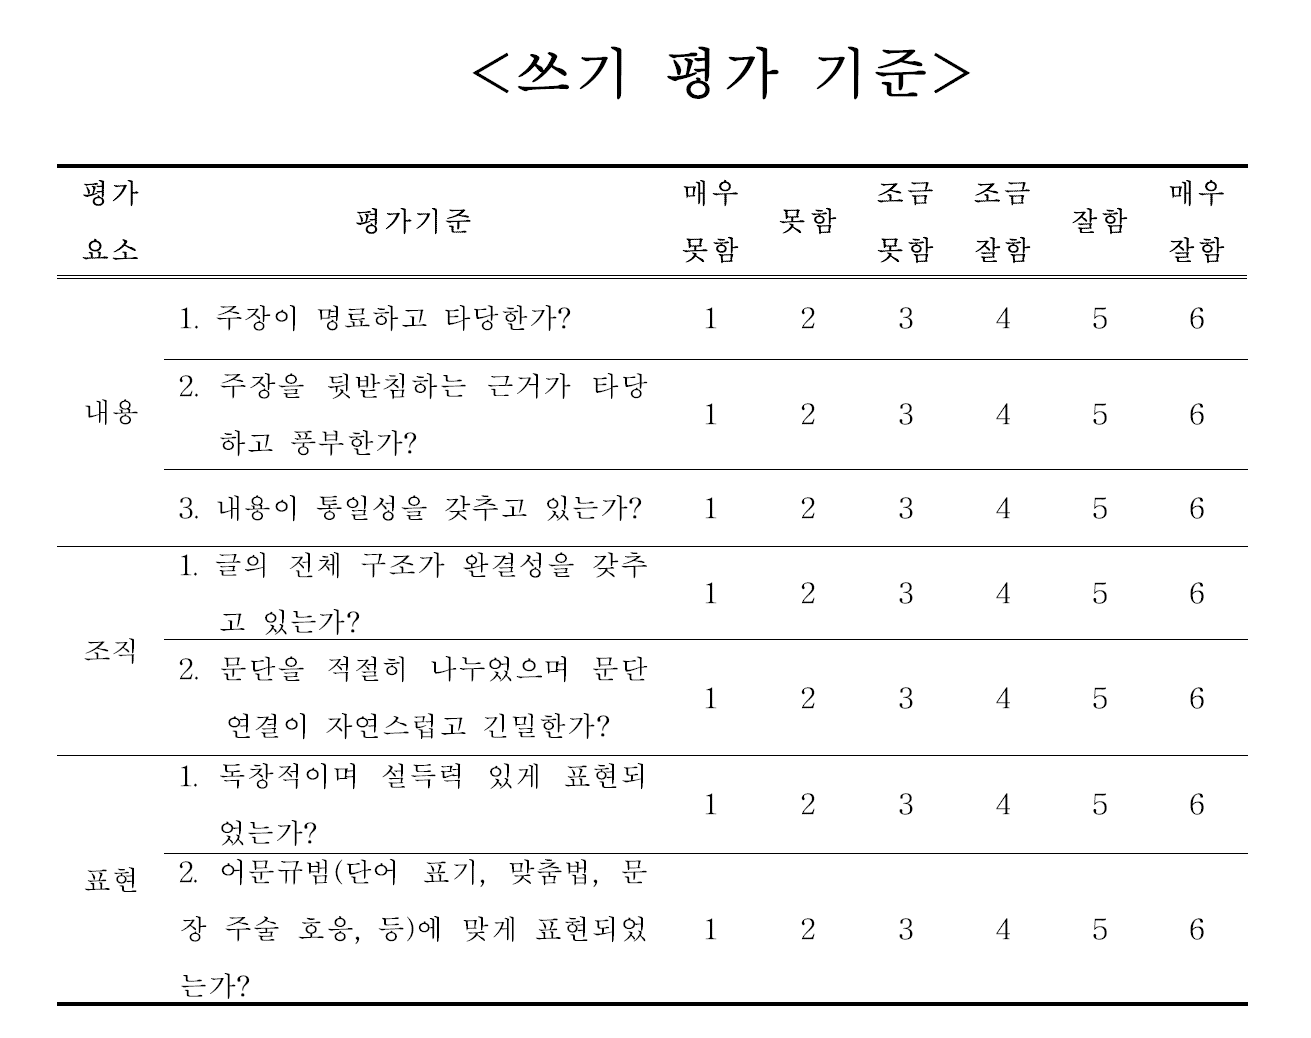 <쓰기 평가 기준>
평가 요소 평가기준 매우 못함 못함 조금 못함 조금 잘함 잘함 매우 잘함
내용
1. 주장이 명료하고 타당한가? 1 2 3 4 5 6
2. 주장을 뒷받침하는 근거가 타당
하고 풍부한가? 1 2 3 4 5 6
3. 내용이 통일성을 갖추고 있는가? 1 2 3 4 5 6
조직
1. 글의 전체 구조가 완결성을 갖추
고 있는가? 1 2 3 4 5 6
2. 문단을 적절히 나누었으며 문단
연결이 자연스럽고 긴밀한가? 1 2 3 4 5 6
표현
1. 독창적이며 설득력 있게 표현되
었는가? 1 2 3 4 5 6
2. 어문규범(단어 표기, 맞춤법, 문
장 주술 호응, 등)에 맞게 표현되었 1 2 3 4 5 6
는가?